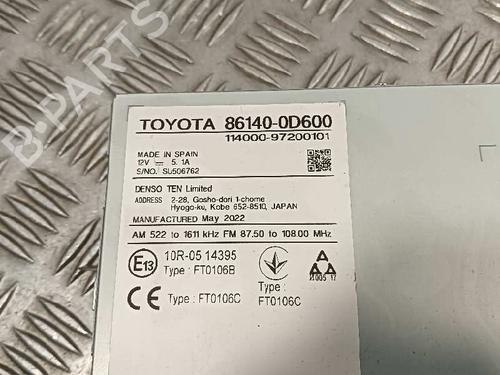 B-PARTS
TOYOTA 86140-0D600
114000-97200101
MADE IN SPAIN
12V 5. 1A
S/NO. SU506762
DENSO TEN Limited
ADDRESS 2-28, Gosho-dori 1-chome
Hyogo-ku, Kobe 652-8510, JAPAN
MANUFACTURED May 2022
AM 522 to 1611 kHz FM 87.50 to 108.00 MHz
E13 10R-05 14395
Type : FT0106B
CE Type : FT0106C
Type :
FT0106C